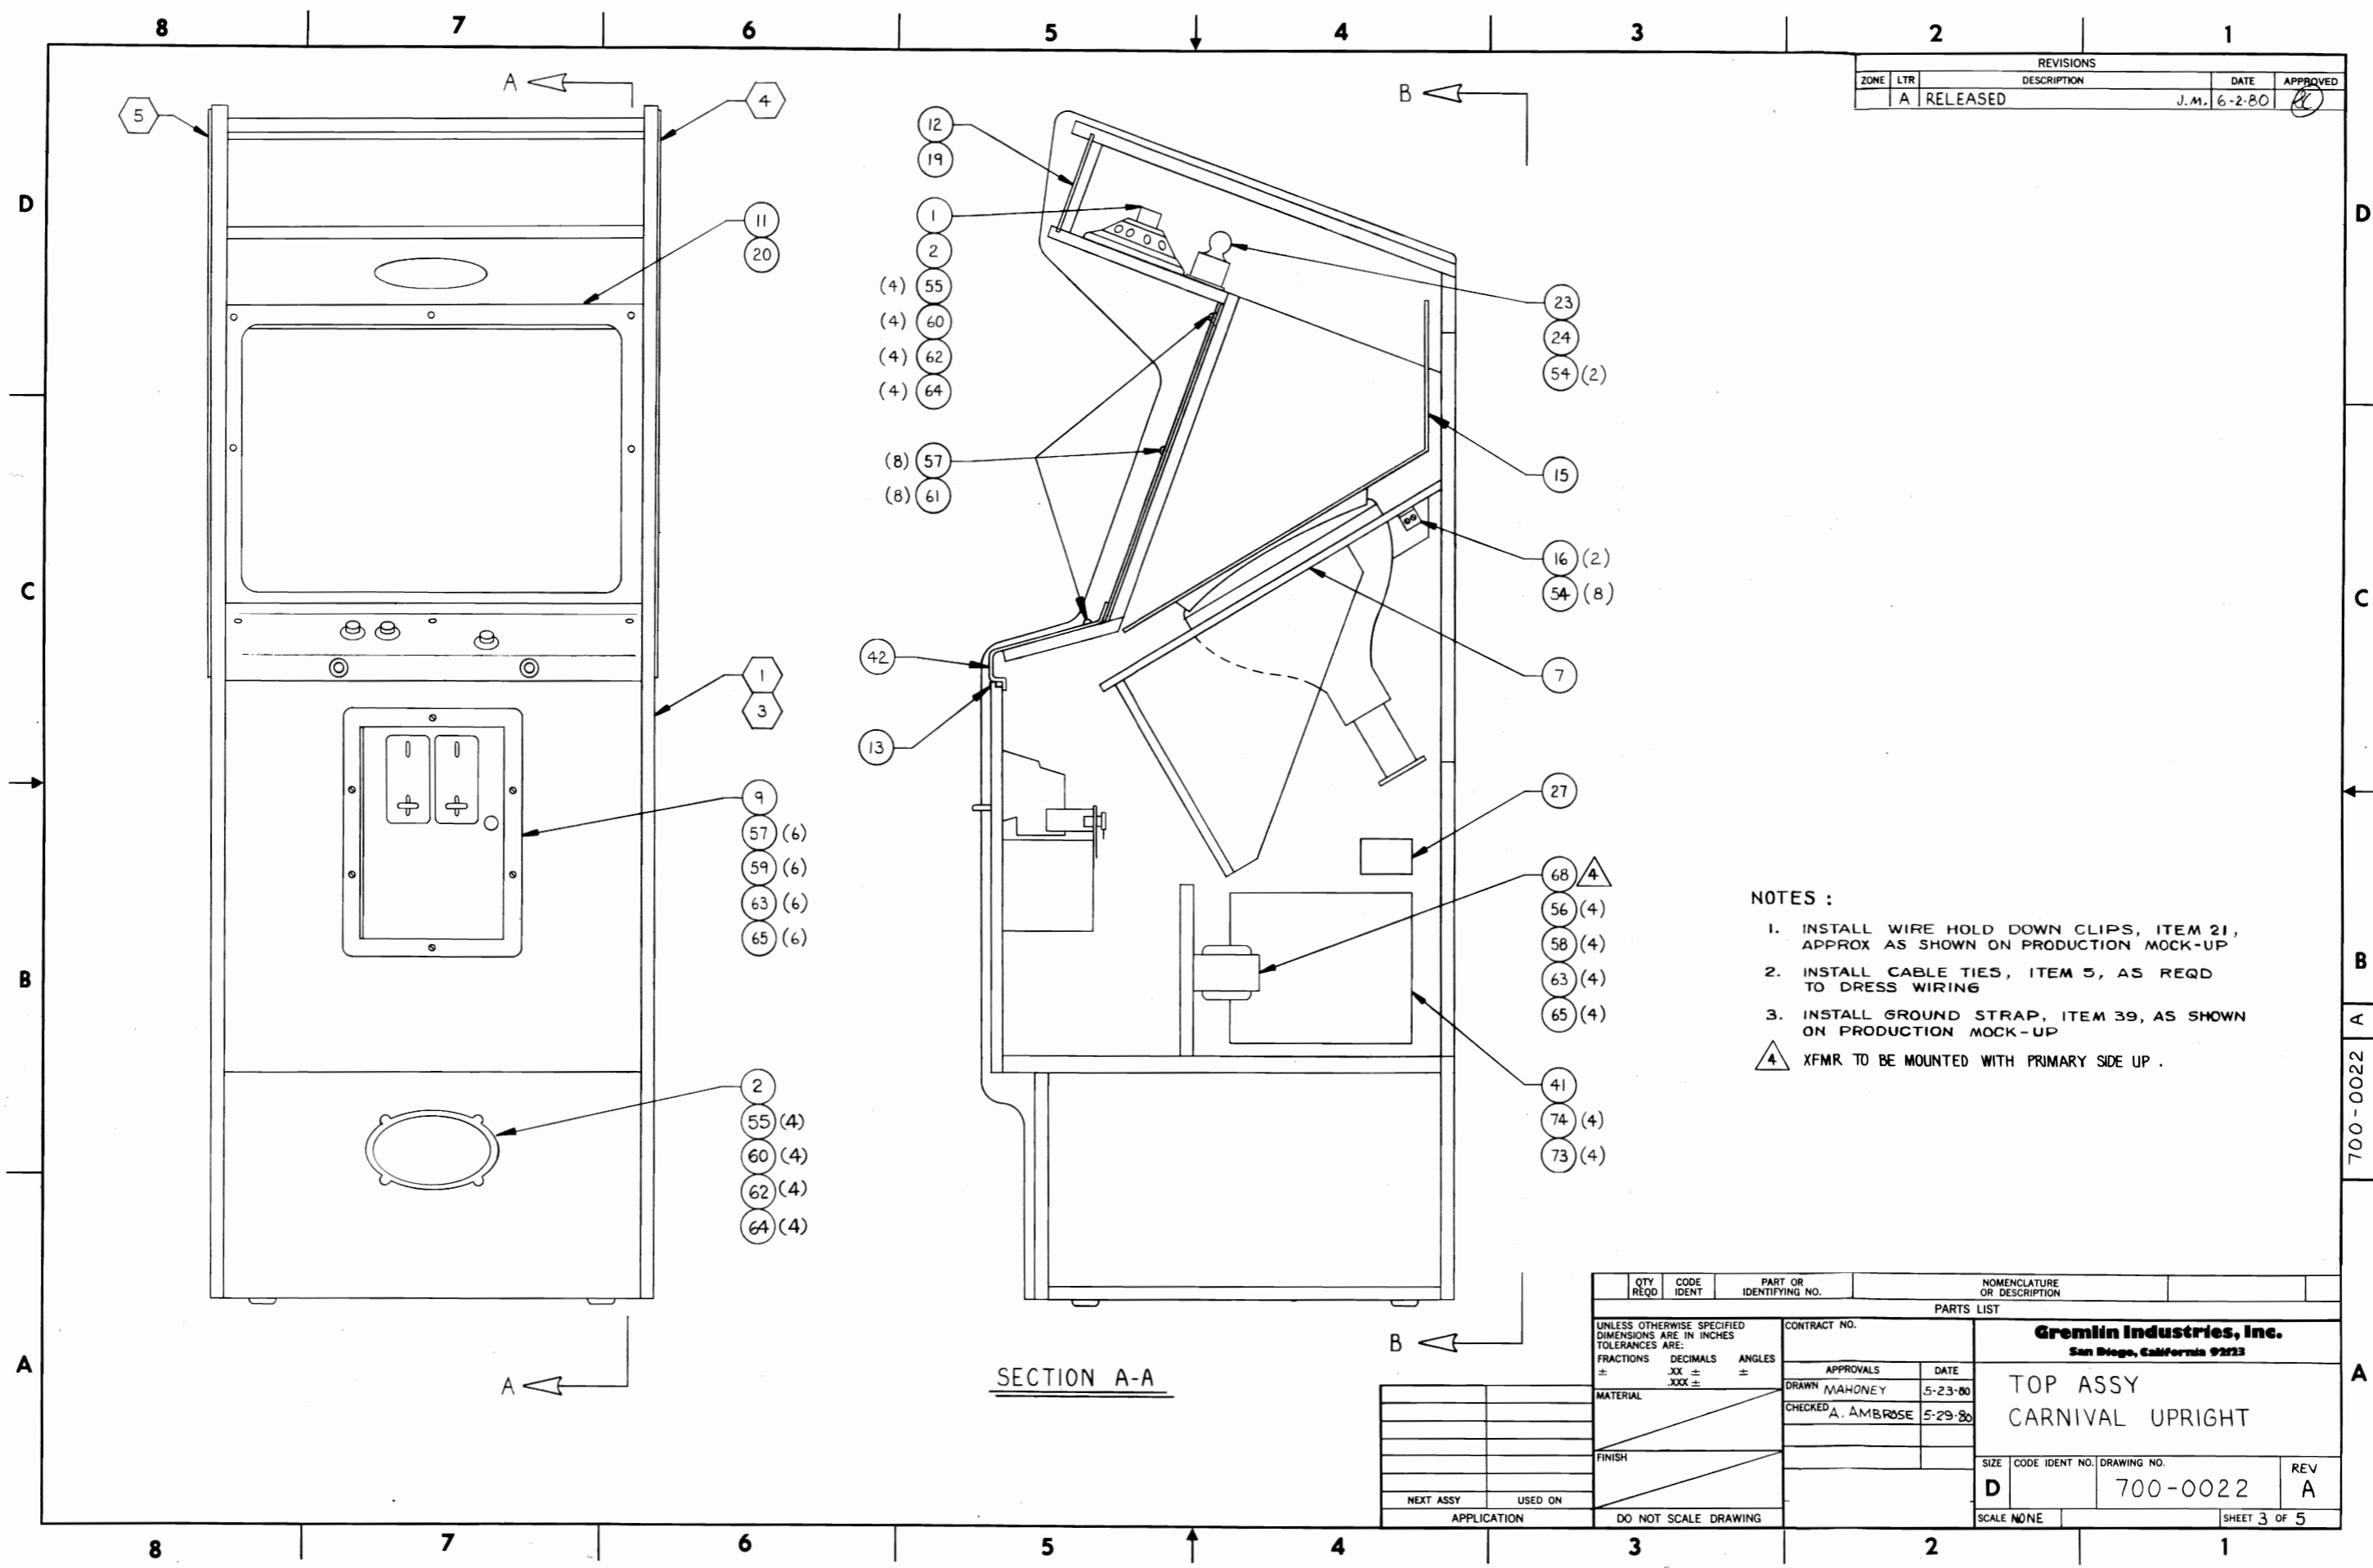 8 7 6 5 4 3 2 1
REVISIONS
ZONE LTR DESCRIPTION DATE APPROVED
A RELEASED J.M. 6-2-80
D
C
B
A
D
C
B
A
A
700-0022
A
5
4
11
20
1
3
9
57 (6)
59 (6)
63 (6)
65 (6)
2
55 (4)
60 (4)
62 (4)
64 (4)
A
B
12
19
1
2
(4) 55
(4) 60
(4) 62
(4) 64
(8) 57
(8) 61
42
13
23
24
54 (2)
15
16 (2)
54 (8)
7
27
68 4
56 (4)
58 (4)
63 (4)
65 (4)
41
74 (4)
73 (4)
B
SECTION A-A
NOTES :
1. INSTALL WIRE HOLD DOWN CLIPS, ITEM 21,
APPROX AS SHOWN ON PRODUCTION MOCK-UP
2. INSTALL CABLE TIES, ITEM 5, AS REQD
TO DRESS WIRING
3. INSTALL GROUND STRAP, ITEM 39, AS SHOWN
ON PRODUCTION MOCK-UP
4 XFMR TO BE MOUNTED WITH PRIMARY SIDE UP .
QTY REQD CODE IDENT PART OR IDENTIFYING NO. NOMENCLATURE OR DESCRIPTION
PARTS LIST
UNLESS OTHERWISE SPECIFIED
DIMENSIONS ARE IN INCHES
TOLERANCES ARE:
FRACTIONS DECIMALS ANGLES
± .XX ± ±
.XXX ±
MATERIAL
FINISH
DO NOT SCALE DRAWING
CONTRACT NO.
APPROVALS DATE
DRAWN MAHONEY 5-23-80
CHECKED A. AMBROSE 5-29-80
Gremlin Industries, Inc.
San Diego, California 92123
TOP ASSY
CARNIVAL UPRIGHT
SIZE CODE IDENT NO. DRAWING NO. REV
D 700-0022 A
SCALE NONE SHEET 3 OF 5
NEXT ASSY USED ON
APPLICATION
8 7 6 5 4 3 2 1